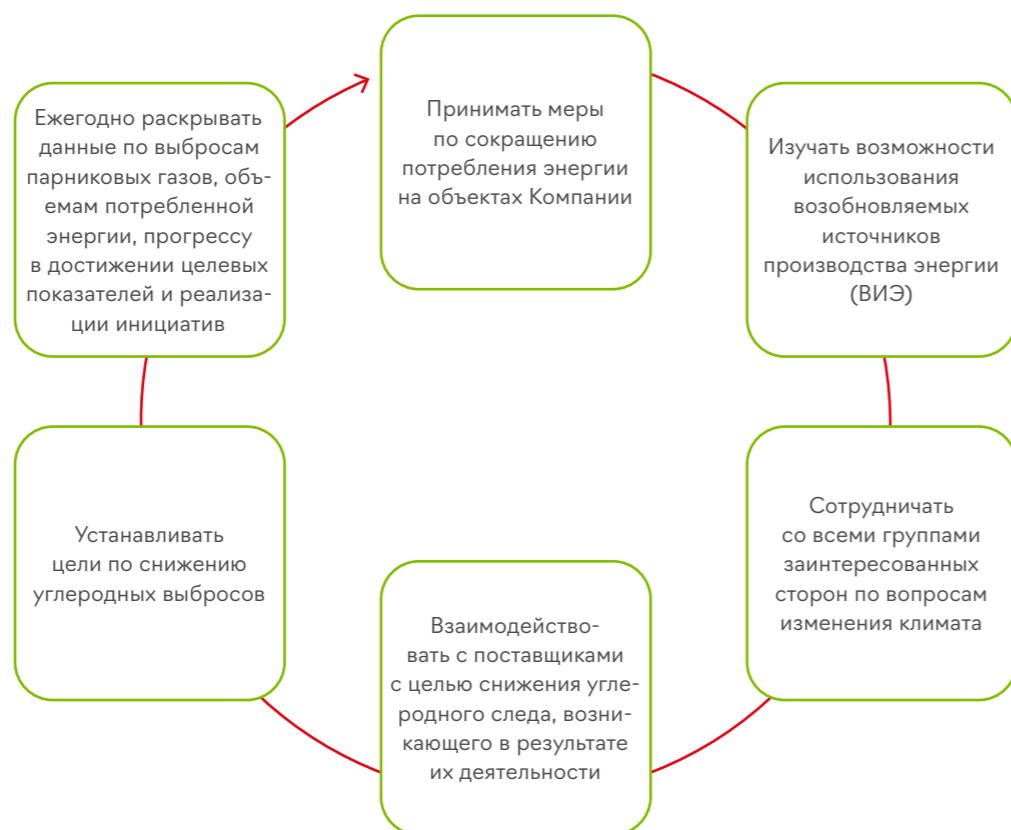 Принимать меры
по сокращению
потребления энергии
на объектах Компании
Изучать возможности
использования
возобновляемых
источников
производства энергии
(ВИЭ)
Сотрудничать
со всеми группами
заинтересованных
сторон по вопросам
изменения климата
Взаимодейство-
вать с поставщиками
с целью снижения угле-
родного следа, возни-
кающего в результате
их деятельности
Устанавливать
цели по снижению
углеродных выбросов
Ежегодно раскрывать
данные по выбросам
парниковых газов, объ-
емам потребленной
энергии, прогрессу
в достижении целевых
показателей и реализа-
ции инициатив